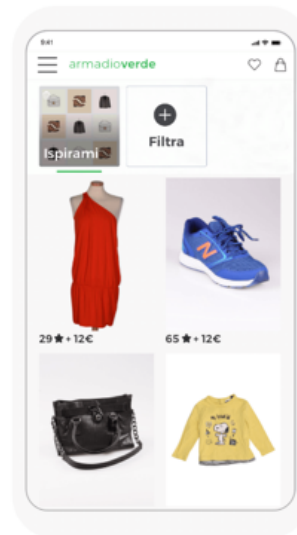 9:41
armadioverde
Ispirami
Filtra
29★+12€
65★+12€
N